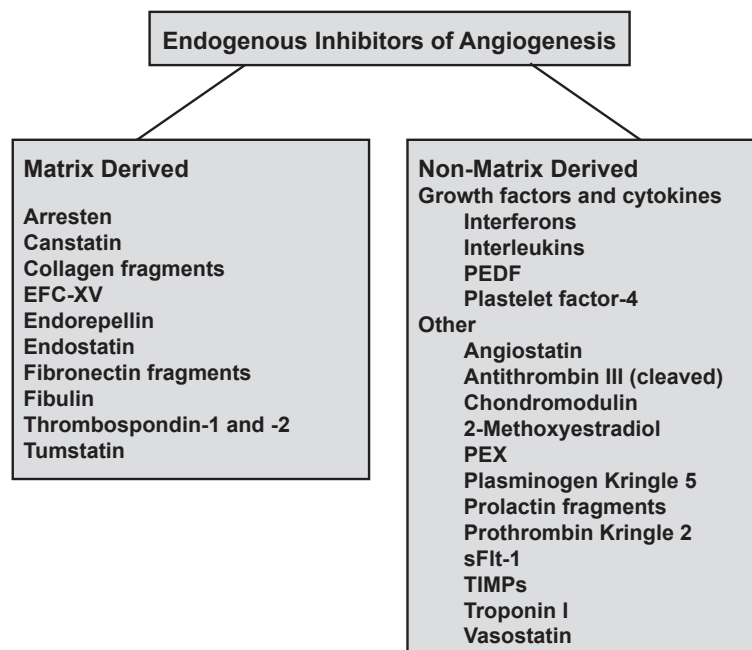 Endogenous Inhibitors of Angiogenesis
Matrix Derived
Arresten
Canstatin
Collagen fragments
EFC-XV
Endorepellin
Endostatin
Fibronectin fragments
Fibulin
Thrombospondin-1 and -2
Tumstatin
Non-Matrix Derived
Growth factors and cytokines
Interferons
Interleukins
PEDF
Plastelet factor-4
Other
Angiostatin
Antithrombin III (cleaved)
Chondromodulin
2-Methoxyestradiol
PEX
Plasminogen Kringle 5
Prolactin fragments
Prothrombin Kringle 2
sFlt-1
TIMPs
Troponin I
Vasostatin